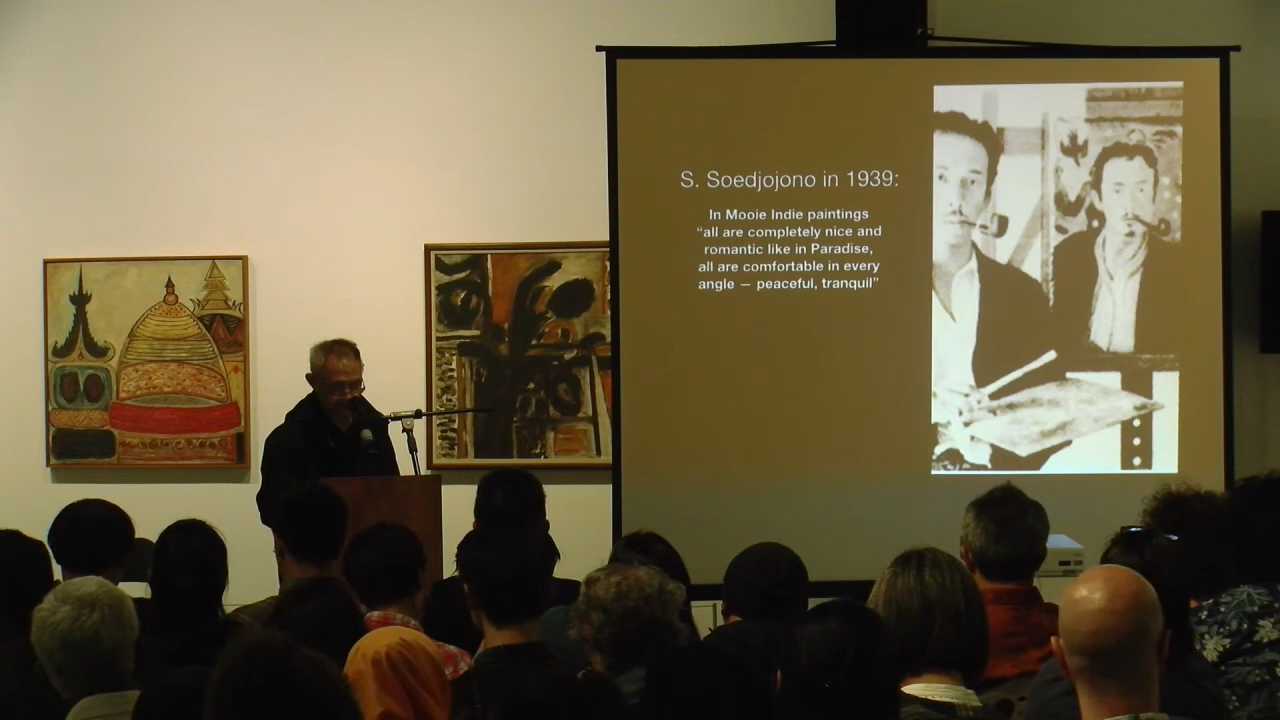 S. Soedjojono in 1939:
In Mooie Indie paintings
“all are completely nice and
romantic like in Paradise,
all are comfortable in every
angle — peaceful, tranquil”